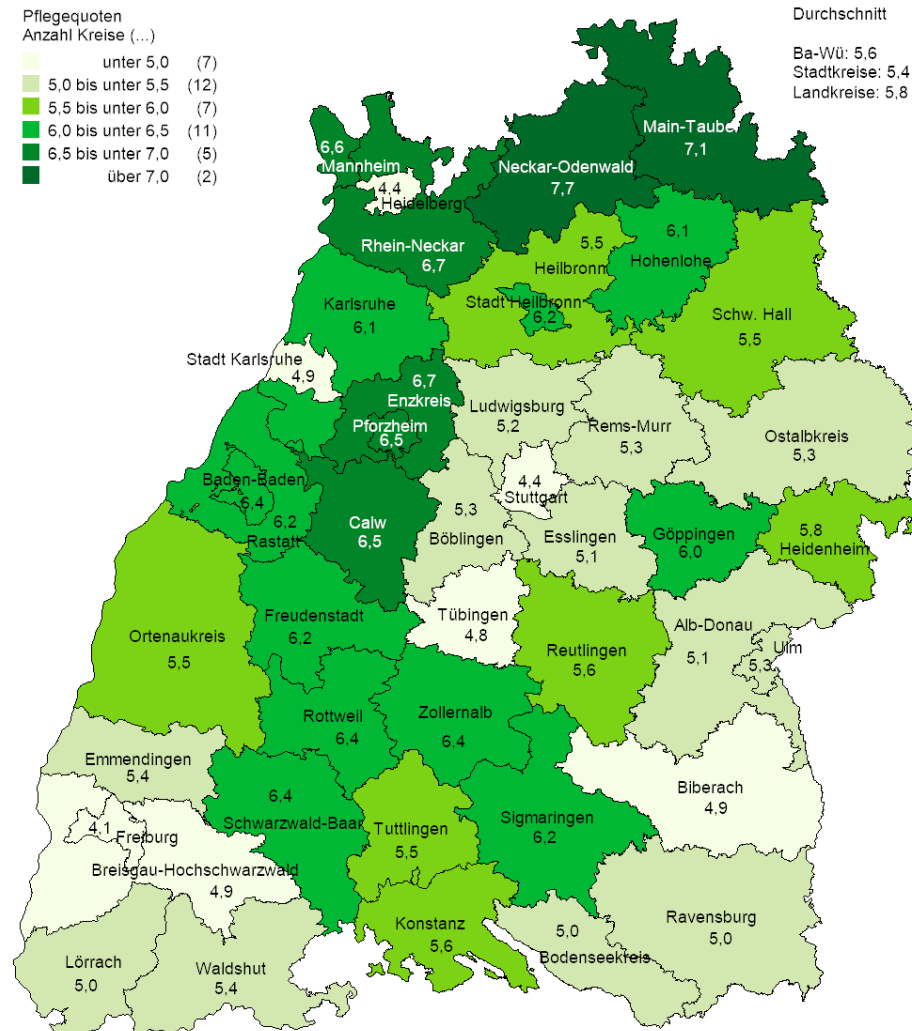 Pflegequoten
Anzahl Kreise (...)
unter 5,0 (7)
5,0 bis unter 5,5 (12)
5,5 bis unter 6,0 (7)
6,0 bis unter 6,5 (11)
6,5 bis unter 7,0 (5)
über 7,0 (2)
Durchschnitt
Ba-Wü: 5,6
Stadtkreise: 5,4
Landkreise: 5,8
Main-Taube
7,1
6,6
Mannheim
Neckar-Odenwald
7,7
4,4
Heidelberg
Rhein-Neckar
6,7
5,5
Heilbronn
6,1
Hohenlohe
Karlsruhe
6,1
Stadt Heilbronn
6,2
Schw. Hall
5,5
Stadt Karlsruhe
4,9
6,7
Enzkreis
Pforzheim
6,5
Ludwigsburg
5,2
Rems-Murr
5,3
Ostalbkreis
5,3
Baden-Baden
6,4
6,2
Rastatt
Calw
6,5
4,4
Stuttgart
5,3
Böblingen
Esslingen
5,1
Göppingen
6,0
5,8
Heidenheim
Ortenaukreis
5,5
Freudenstadt
6,2
Tübingen
4,8
Reutlingen
5,6
Alb-Donau
5,1
Ulm
5,3
Rottweil
6,4
Zollernalb
6,4
Emmendingen
5,4
6,4
Schwarzwald-Baar
Tuttlingen
5,5
Sigmaringen
6,2
Biberach
4,9
4,1
Freiburg
Breisgau-Hochschwarzwald
4,9
Konstanz
5,6
5,0
Bodenseekreis
Ravensburg
5,0
Lörrach
5,0
Waldshut
5,4